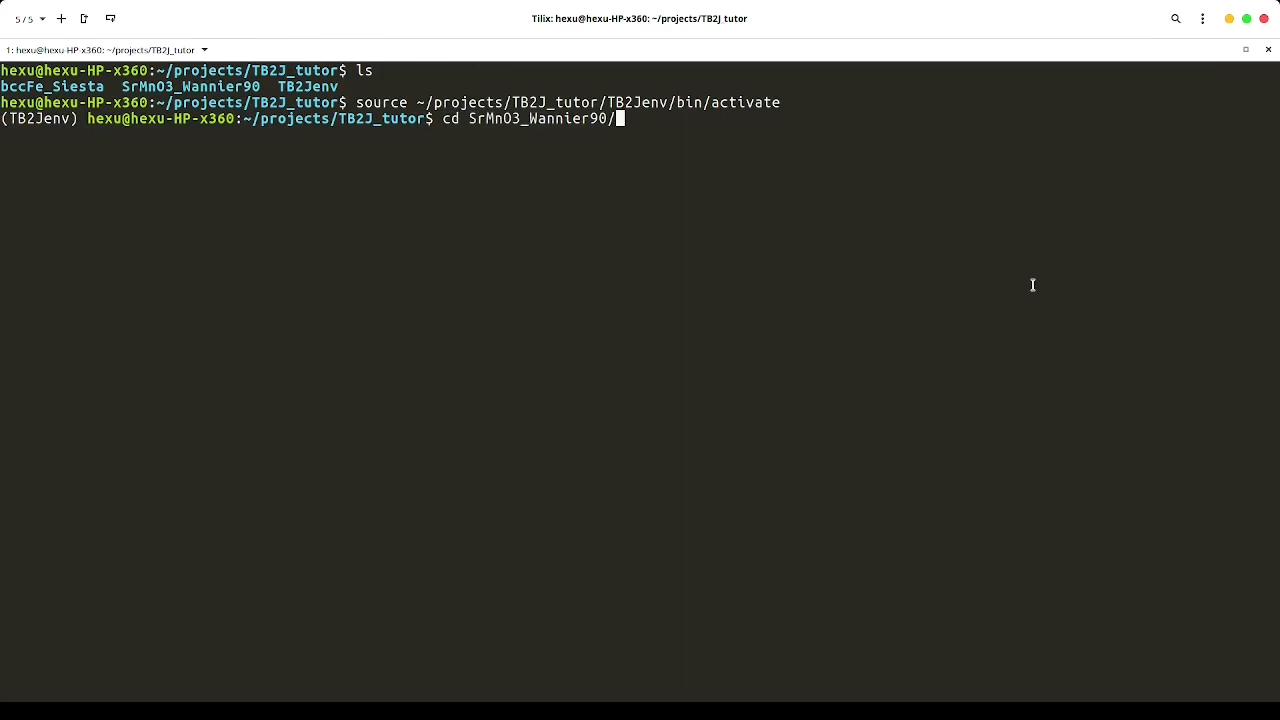 5 / 5
Tilix: hexu@hexu-HP-x360: ~/projects/TB2J_tutor
1: hexu@hexu-HP-x360: ~/projects/TB2J_tutor
hexu@hexu-HP-x360:~/projects/TB2J_tutor$ ls
bccFe_Siesta  SrMnO3_Wannier90  TB2Jenv
hexu@hexu-HP-x360:~/projects/TB2J_tutor$ source ~/projects/TB2J_tutor/TB2Jenv/bin/activate
(TB2Jenv) hexu@hexu-HP-x360:~/projects/TB2J_tutor$ cd SrMnO3_Wannier90/